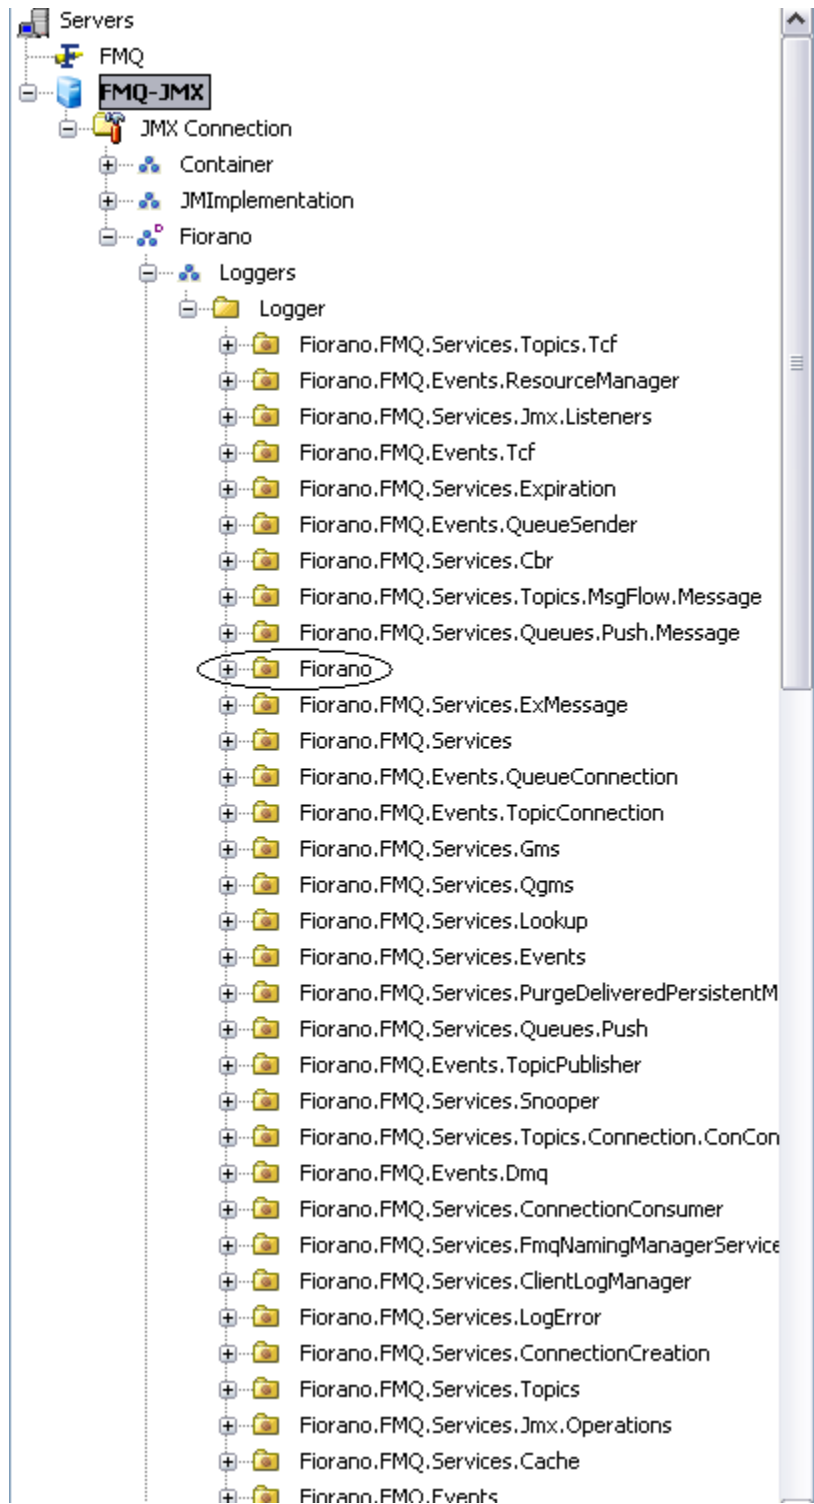 Servers
FMQ
FMQ-JMX
JMX Connection
Container
JMImplementation
Fiorano
Loggers
Logger
Fiorano.FMQ.Services.Topics.Tcf
Fiorano.FMQ.Events.ResourceManager
Fiorano.FMQ.Services.Jmx.Listeners
Fiorano.FMQ.Events.Tcf
Fiorano.FMQ.Services.Expiration
Fiorano.FMQ.Events.QueueSender
Fiorano.FMQ.Services.Cbr
Fiorano.FMQ.Services.Topics.MsgFlow.Message
Fiorano.FMQ.Services.Queues.Push.Message
Fiorano
Fiorano.FMQ.Services.ExMessage
Fiorano.FMQ.Services
Fiorano.FMQ.Events.QueueConnection
Fiorano.FMQ.Events.TopicConnection
Fiorano.FMQ.Services.Gms
Fiorano.FMQ.Services.Qgms
Fiorano.FMQ.Services.Lookup
Fiorano.FMQ.Services.Events
Fiorano.FMQ.Services.PurgeDeliveredPersistentM
Fiorano.FMQ.Services.Queues.Push
Fiorano.FMQ.Events.TopicPublisher
Fiorano.FMQ.Services.Snooper
Fiorano.FMQ.Services.Topics.Connection.ConCon
Fiorano.FMQ.Events.Dmq
Fiorano.FMQ.Services.ConnectionConsumer
Fiorano.FMQ.Services.FmqNamingManagerService
Fiorano.FMQ.Services.ClientLogManager
Fiorano.FMQ.Services.LogError
Fiorano.FMQ.Services.ConnectionCreation
Fiorano.FMQ.Services.Topics
Fiorano.FMQ.Services.Jmx.Operations
Fiorano.FMQ.Services.Cache
Fiorano.FMQ.Events